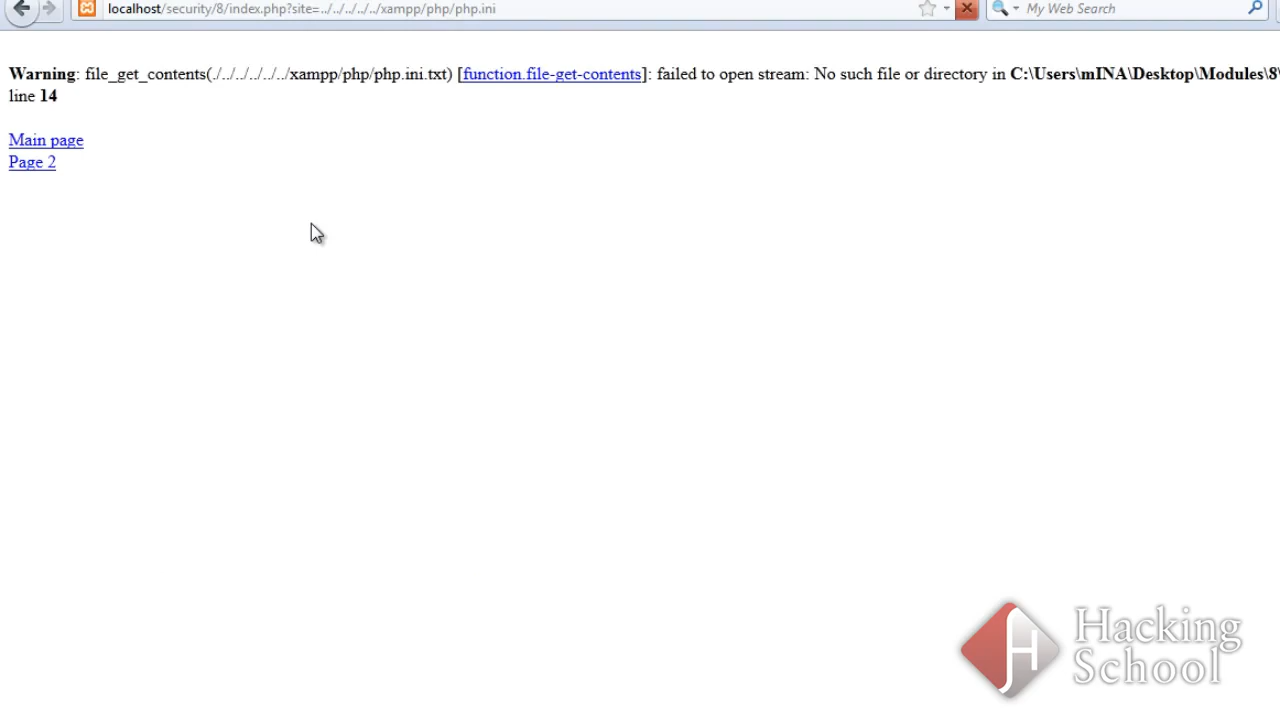 localhost/security/8/index.php?site=../../../../../xampp/php/php.ini
My Web Search
Warning: file_get_contents(./../../../../../xampp/php/php.ini.txt) [function.file-get-contents]: failed to open stream: No such file or directory in C:\Users\mINA\Desktop\Modules\8\
line 14
Main page
Page 2
Hacking
School